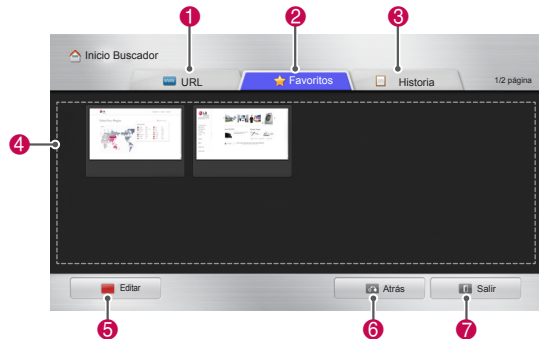 1 2 3
Inicio Buscador
URL Favoritos Historia 1/2 página
4
Editar Atrás Salir
5 6 7